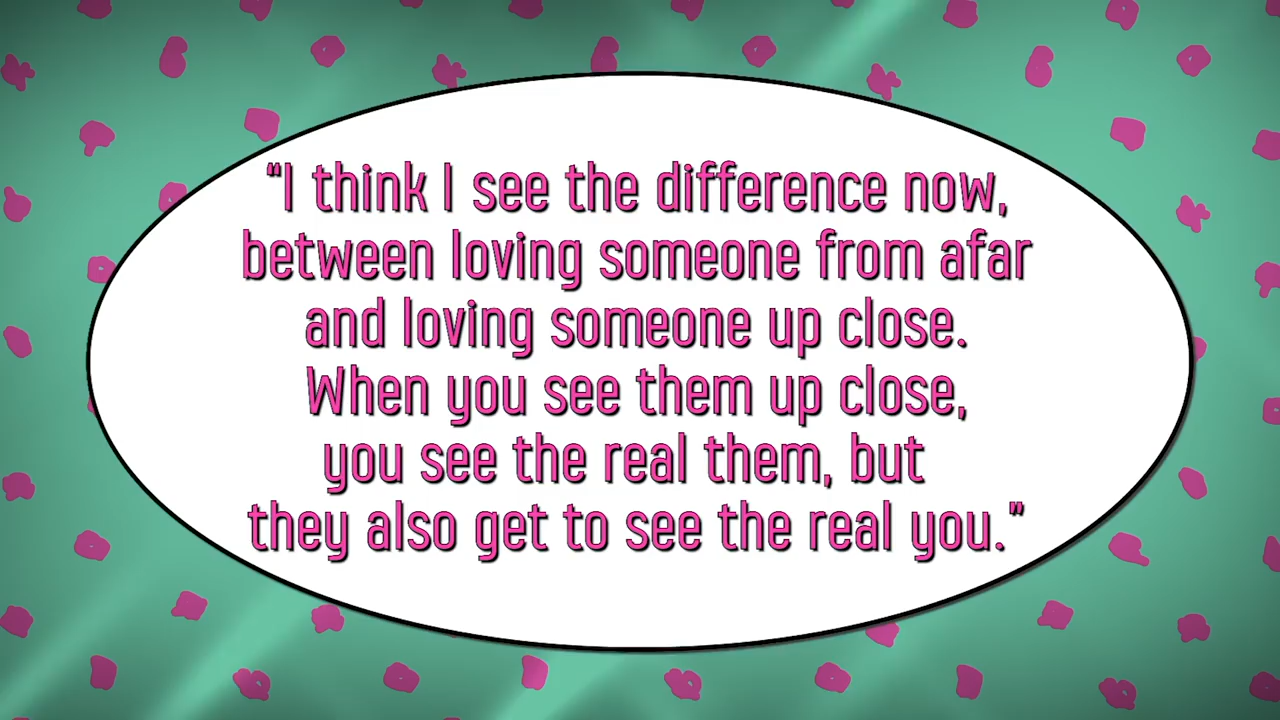 “I think I see the difference now,
between loving someone from afar
and loving someone up close.
When you see them up close,
you see the real them, but
they also get to see the real you.”